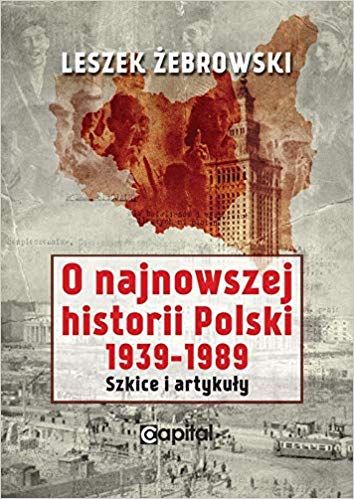 LESZEK ŻEBROWSKI
O najnowszej
historii Polski
1939-1989
Szkice i artykuły
Capital